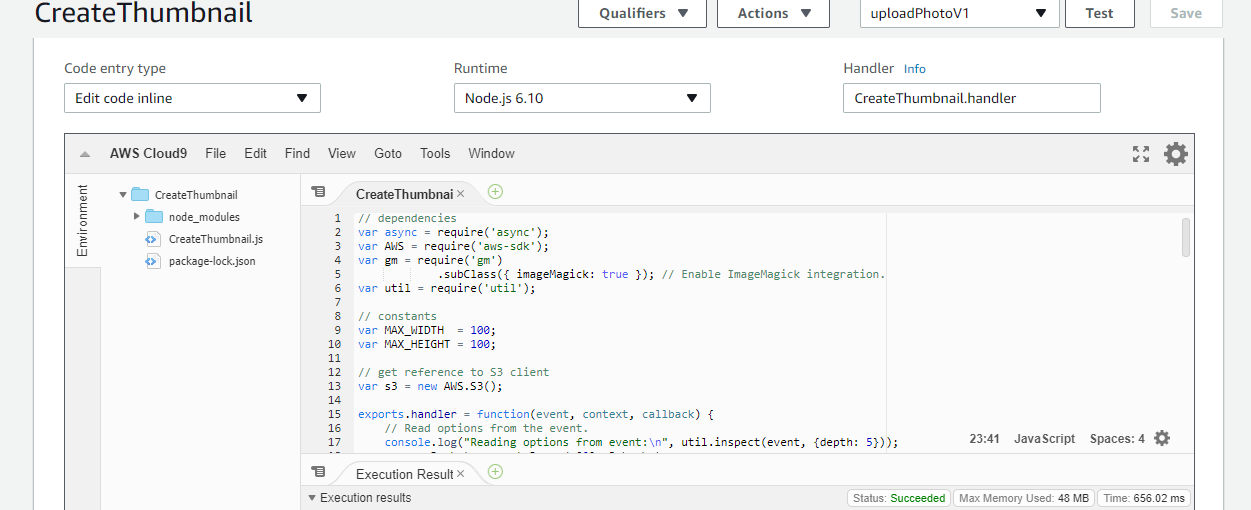 CreateThumbnail
Qualifiers Actions uploadPhotoV1 Test Save
Code entry type Runtime Handler Info
Edit code inline Node.js 6.10 CreateThumbnail.handler
AWS Cloud9 File Edit Find View Goto Tools Window
Environment
CreateThumbnail
node_modules
CreateThumbnail.js
package-lock.json
CreateThumbnai
1 // dependencies
2 var async = require('async');
3 var AWS = require('aws-sdk');
4 var gm = require('gm')
5 .subClass({ imageMagick: true }); // Enable ImageMagick integration.
6 var util = require('util');
7
8 // constants
9 var MAX_WIDTH  = 100;
10 var MAX_HEIGHT = 100;
11
12 // get reference to S3 client
13 var s3 = new AWS.S3();
14
15 exports.handler = function(event, context, callback) {
16 // Read options from the event.
17 console.log("Reading options from event:\n", util.inspect(event, {depth: 5}));
23:41 JavaScript Spaces: 4
Execution Result
Execution results Status: Succeeded Max Memory Used: 48 MB Time: 656.02 ms